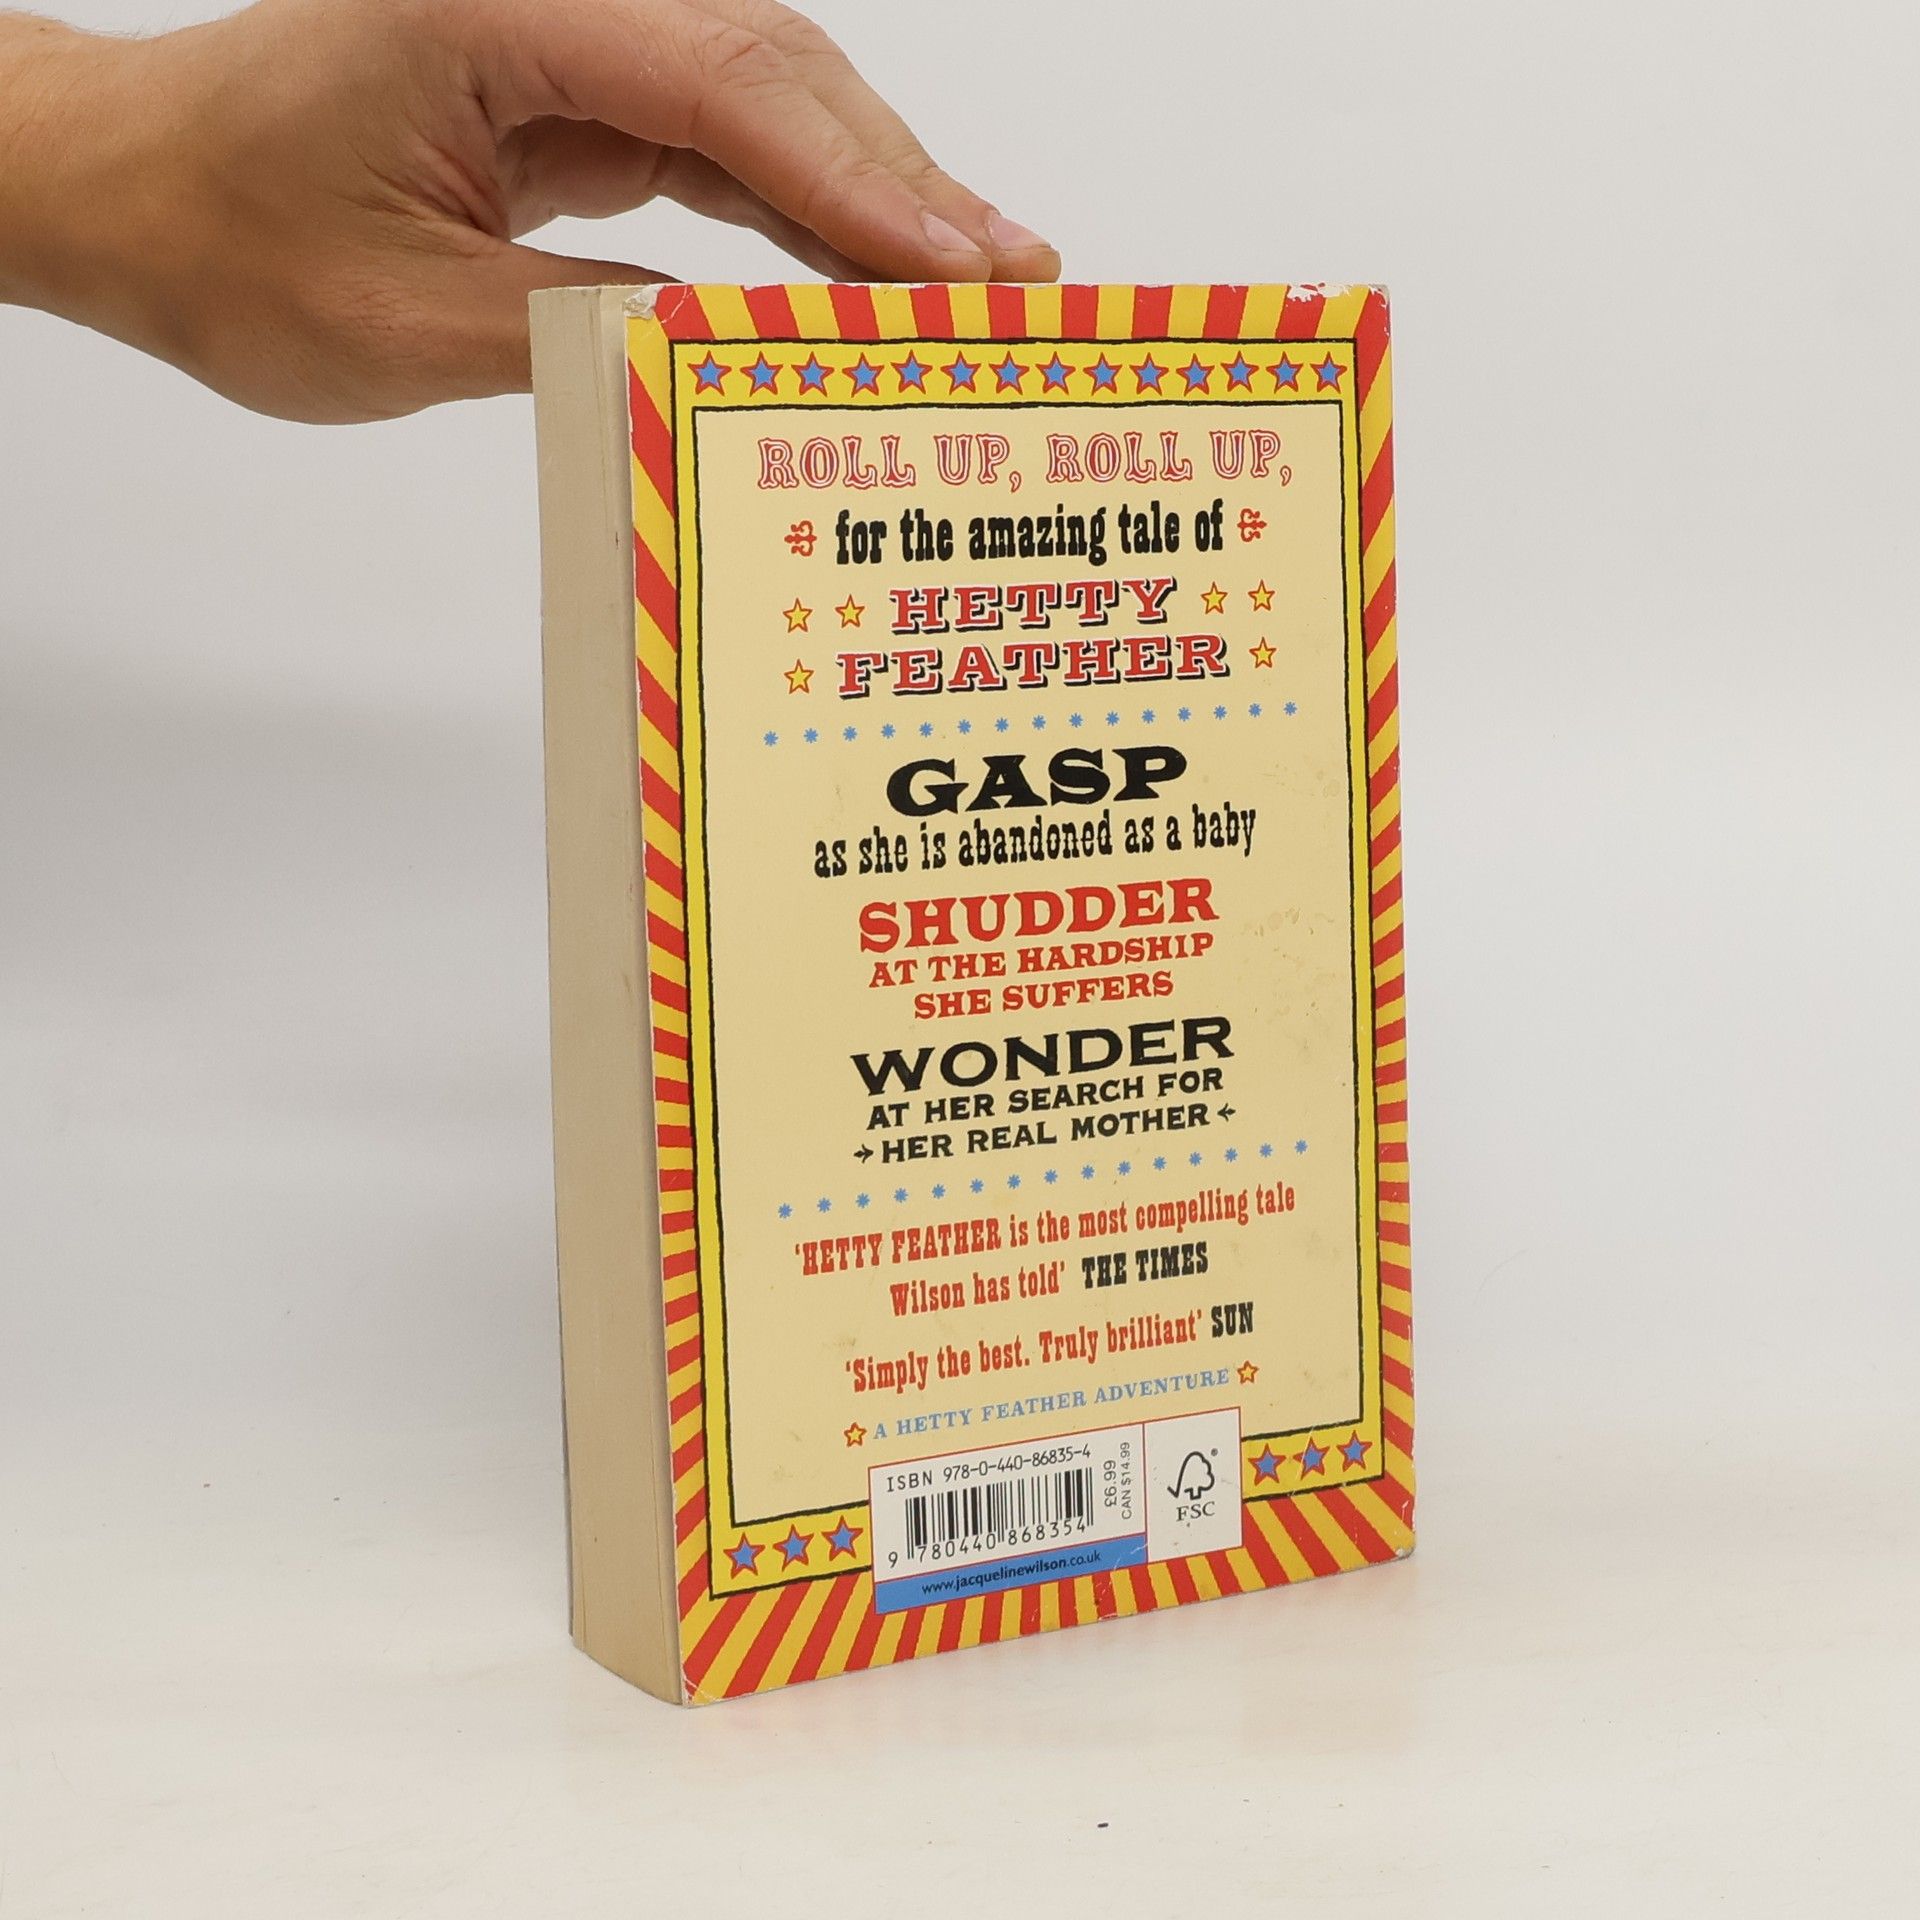 ROLL UP, ROLL UP,
for the amazing tale of
HETTY
FEATHER
GASP
as she is abandoned as a baby
SHUDDER
AT THE HARDSHIP
SHE SUFFERS
WONDER
AT HER SEARCH FOR
HER REAL MOTHER
‘HETTY FEATHER is the most compelling tale
Wilson has told’ THE TIMES
‘Simply the best. Truly brilliant’ SUN
A HETTY FEATHER ADVENTURE
ISBN 978-0-440-86835-4
9 780440 868354
£6.99
CAN $14.99
FSC®
www.jacquelinewilson.co.uk